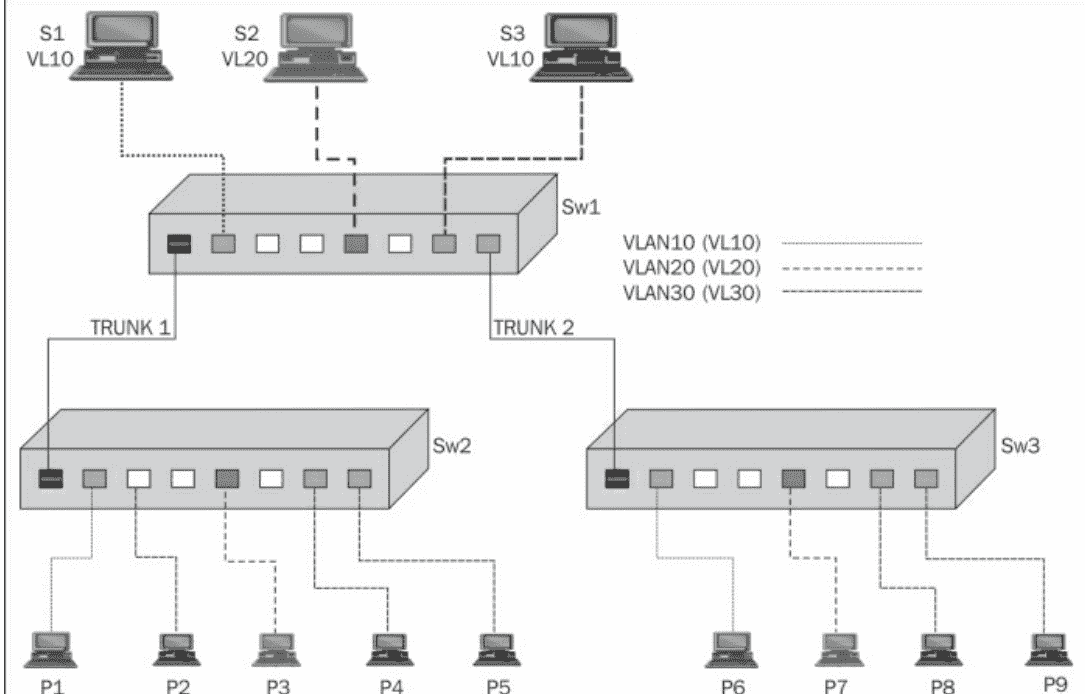 S1
VL10
S2
VL20
S3
VL10
Sw1
VLAN10 (VL10)
VLAN20 (VL20)
VLAN30 (VL30)
TRUNK 1
TRUNK 2
Sw2
Sw3
P1
P2
P3
P4
P5
P6
P7
P8
P9